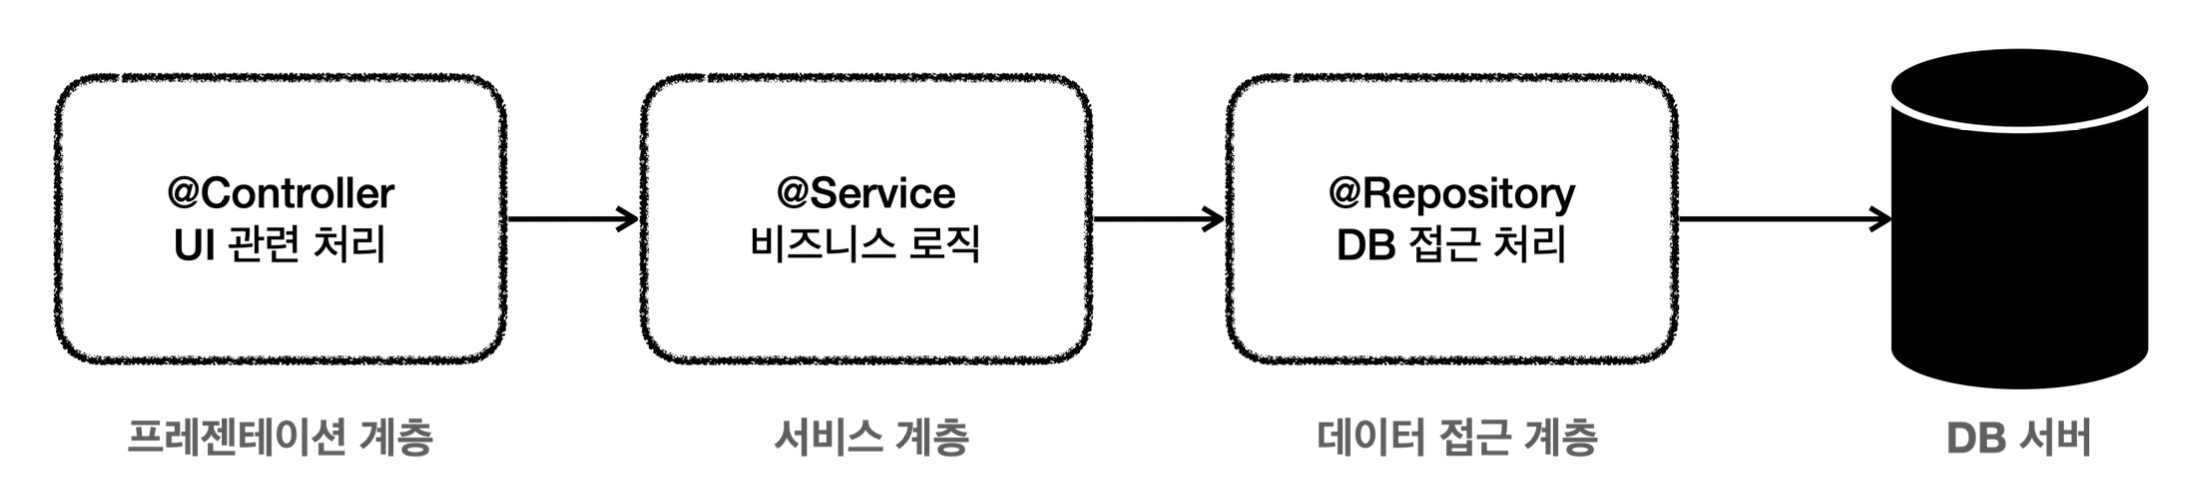 @Controller
UI 관련 처리
@Service
비즈니스 로직
@Repository
DB 접근 처리
프레젠테이션 계층
서비스 계층
데이터 접근 계층
DB 서버